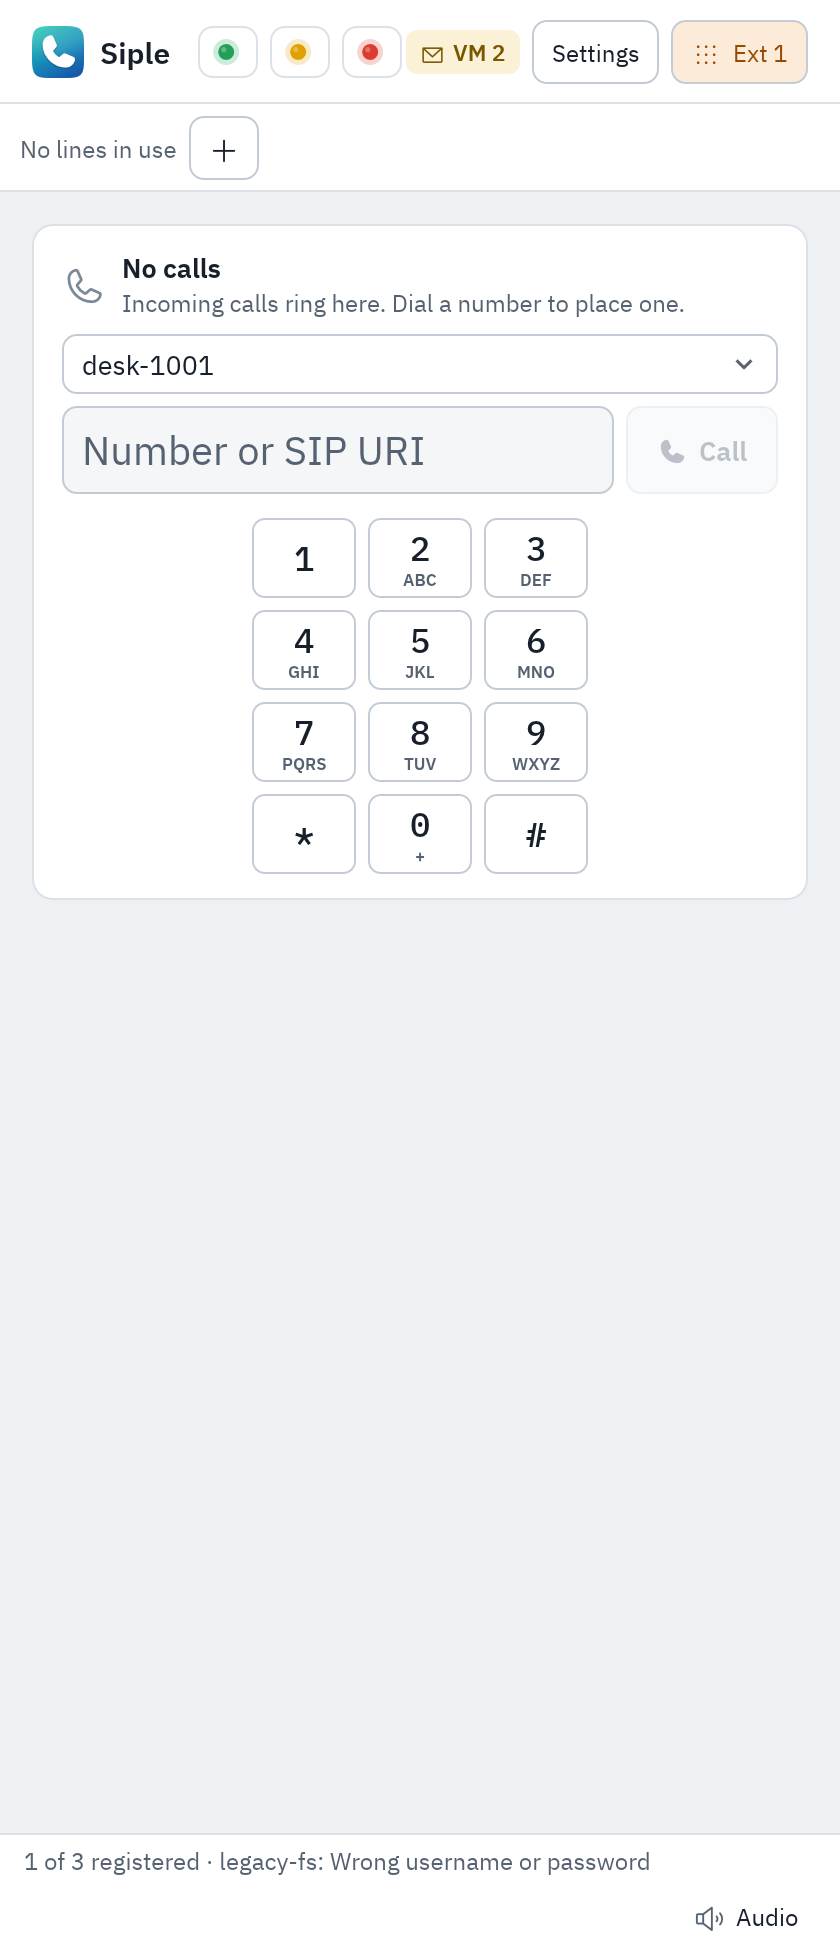 Siple
VM 2
Settings
Ext 1
No lines in use
No calls
Incoming calls ring here. Dial a number to place one.
desk-1001
Number or SIP URI
Call
1
2
ABC
3
DEF
4
GHI
5
JKL
6
MNO
7
PQRS
8
TUV
9
WXYZ
*
0
+
#
1 of 3 registered · legacy-fs: Wrong username or password
Audio